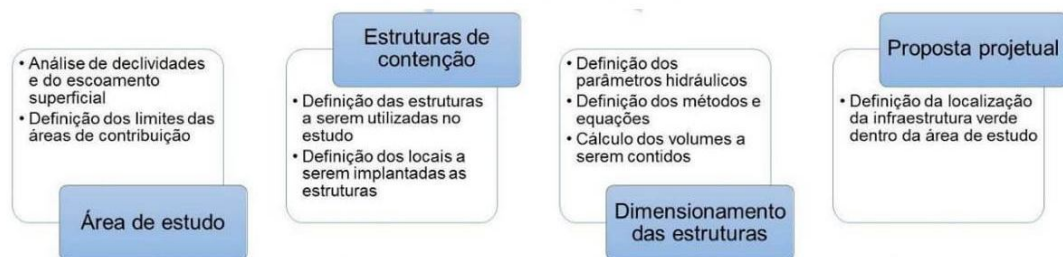 • Análise de declividades
e do escoamento
superficial
• Definição dos limites das
áreas de contribuição
Área de estudo
Estruturas de
contenção
• Definição das estruturas
a serem utilizadas no
estudo
• Definição dos locais a
serem implantadas as
estruturas
• Definição dos
parâmetros hidráulicos
• Definição dos métodos e
equações
• Cálculo dos volumes a
serem contidos
Dimensionamento
das estruturas
Proposta projetual
• Definição da localização
da infraestrutura verde
dentro da área de estudo